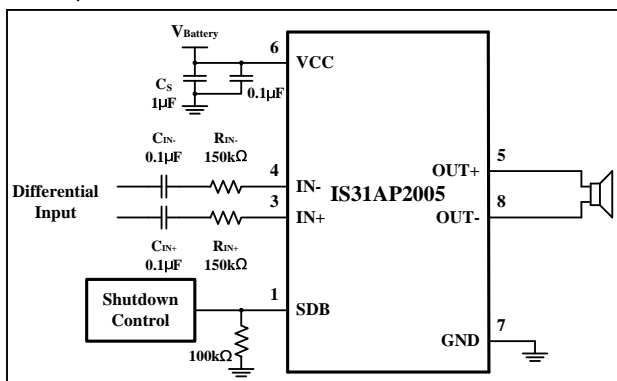 VBattery
6
VCC
CS
1μF
0.1μF
CIN-
0.1μF
RIN-
150kΩ
4
IN-
Differential
Input
3
IN+
CIN+
0.1μF
RIN+
150kΩ
IS31AP2005
OUT+
5
OUT-
8
Shutdown
Control
1
SDB
100kΩ
GND
7